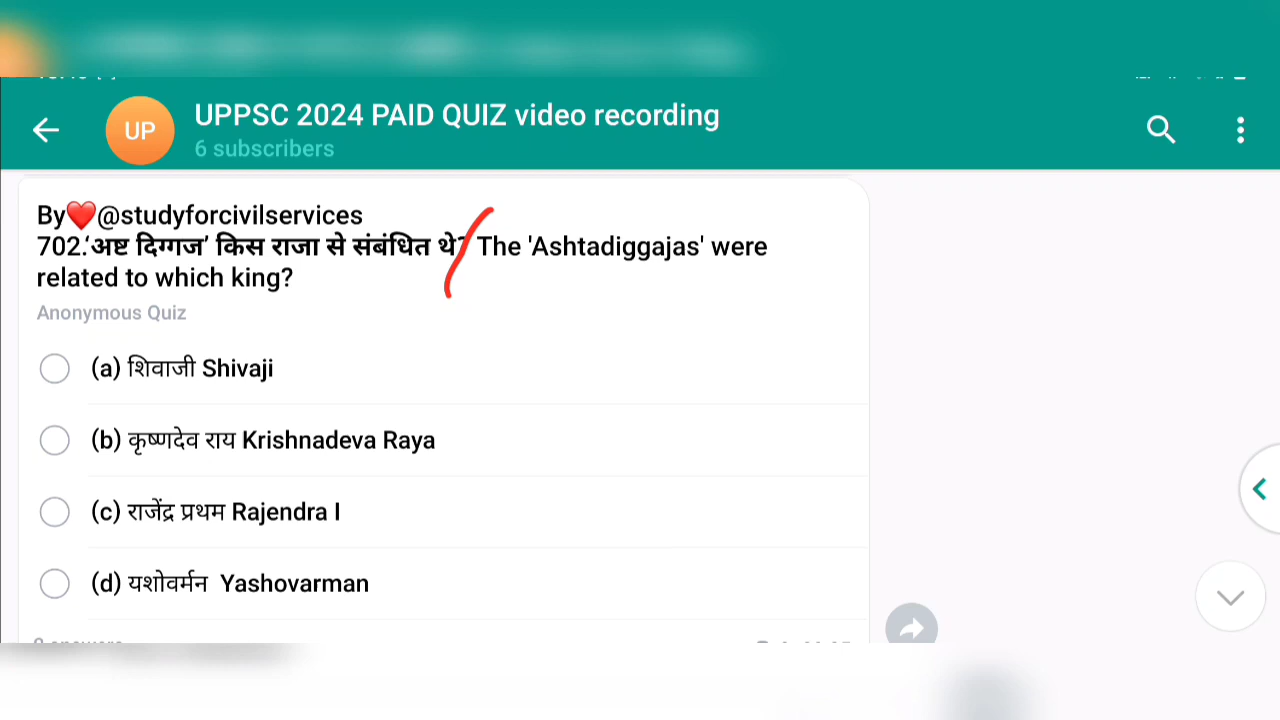 UP
UPPSC 2024 PAID QUIZ video recording
6 subscribers
By❤️@studyforcivilservices
702.‘अष्ट दिग्गज’ किस राजा से संबंधित थे? The 'Ashtadiggajas' were
related to which king?
Anonymous Quiz
(a) शिवाजी Shivaji
(b) कृष्णदेव राय Krishnadeva Raya
(c) राजेंद्र प्रथम Rajendra I
(d) यशोवर्मन Yashovarman